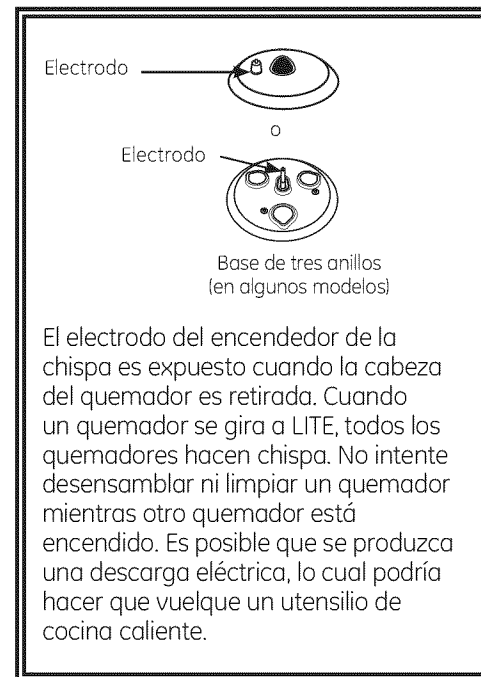 Electrodo
o
Electrodo
Base de tres anillos
(en algunos modelos)
El electrodo del encendedor de la
chispa es expuesto cuando la cabeza
del quemador es retirada. Cuando
un quemador se gira a LITE, todos los
quemadores hacen chispa. No intente
desensamblar ni limpiar un quemador
mientras otro quemador está
encendido. Es posible que se produzca
una descarga eléctrica, lo cual podría
hacer que vuelque un utensilio de
cocina caliente.